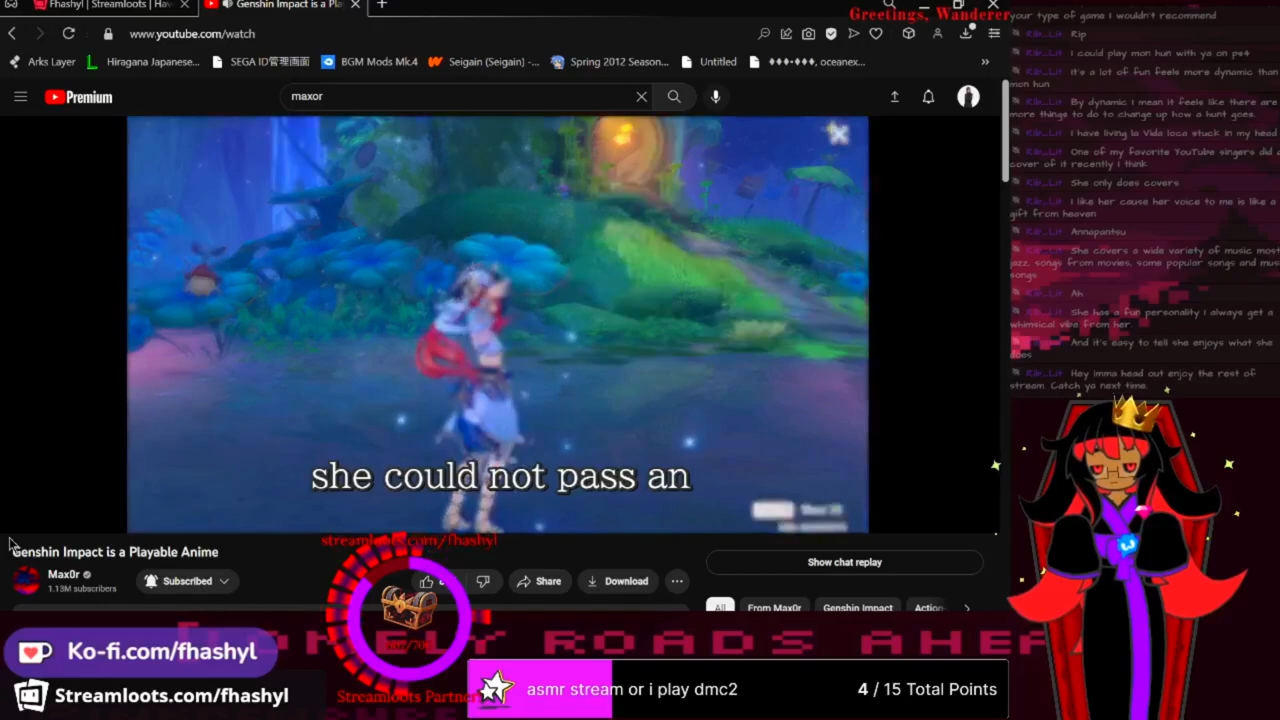 Fhashyl | Streamloots | Hav
Genshin Impact is a Pla
Greetings, Wanderer
www.youtube.com/watch
Arks Layer
Hiragana Japanese...
SEGA ID管理画面
BGM Mods Mk.4
Seigain (Seigain) -...
Spring 2012 Season...
Untitled
♦♦♦-♦♦♦, oceanex...
Premium
maxor
she could not pass an
Genshin Impact is a Playable Anime
Max0r
1.13M subscribers
Subscribed
Share
Download
Show chat replay
All
From Max0r
Genshin Impact
Action
streamloots.com/fhashyl
Streamloots Partner
LONELY ROADS AHEA
Ko-fi.com/fhashyl
Streamloots.com/fhashyl
asmr stream or i play dmc2
4 / 15 Total Points
your type of game I wouldn't recommend
Rip
I could play mon hun with ya on ps4
It's a lot of fun feels more dynamic than
mon hun
By dynamic I mean it feels like there are
more things to do to change up how a hunt goes.
I have living la Vida loca stuck in my head
One of my favorite YouTube singers did a
cover of it recently I think
She only does covers
I like her cause her voice to me is like a
gift from heaven
Annapantsu
She covers a wide variety of music most
jazz, songs from movies, some popular songs and mus
songs
Ah
She has a fun personality I always get a
whimsical vibe from her.
And it's easy to tell she enjoys what she
does
Hey imma head out enjoy the rest of
stream. Catch ya next time.